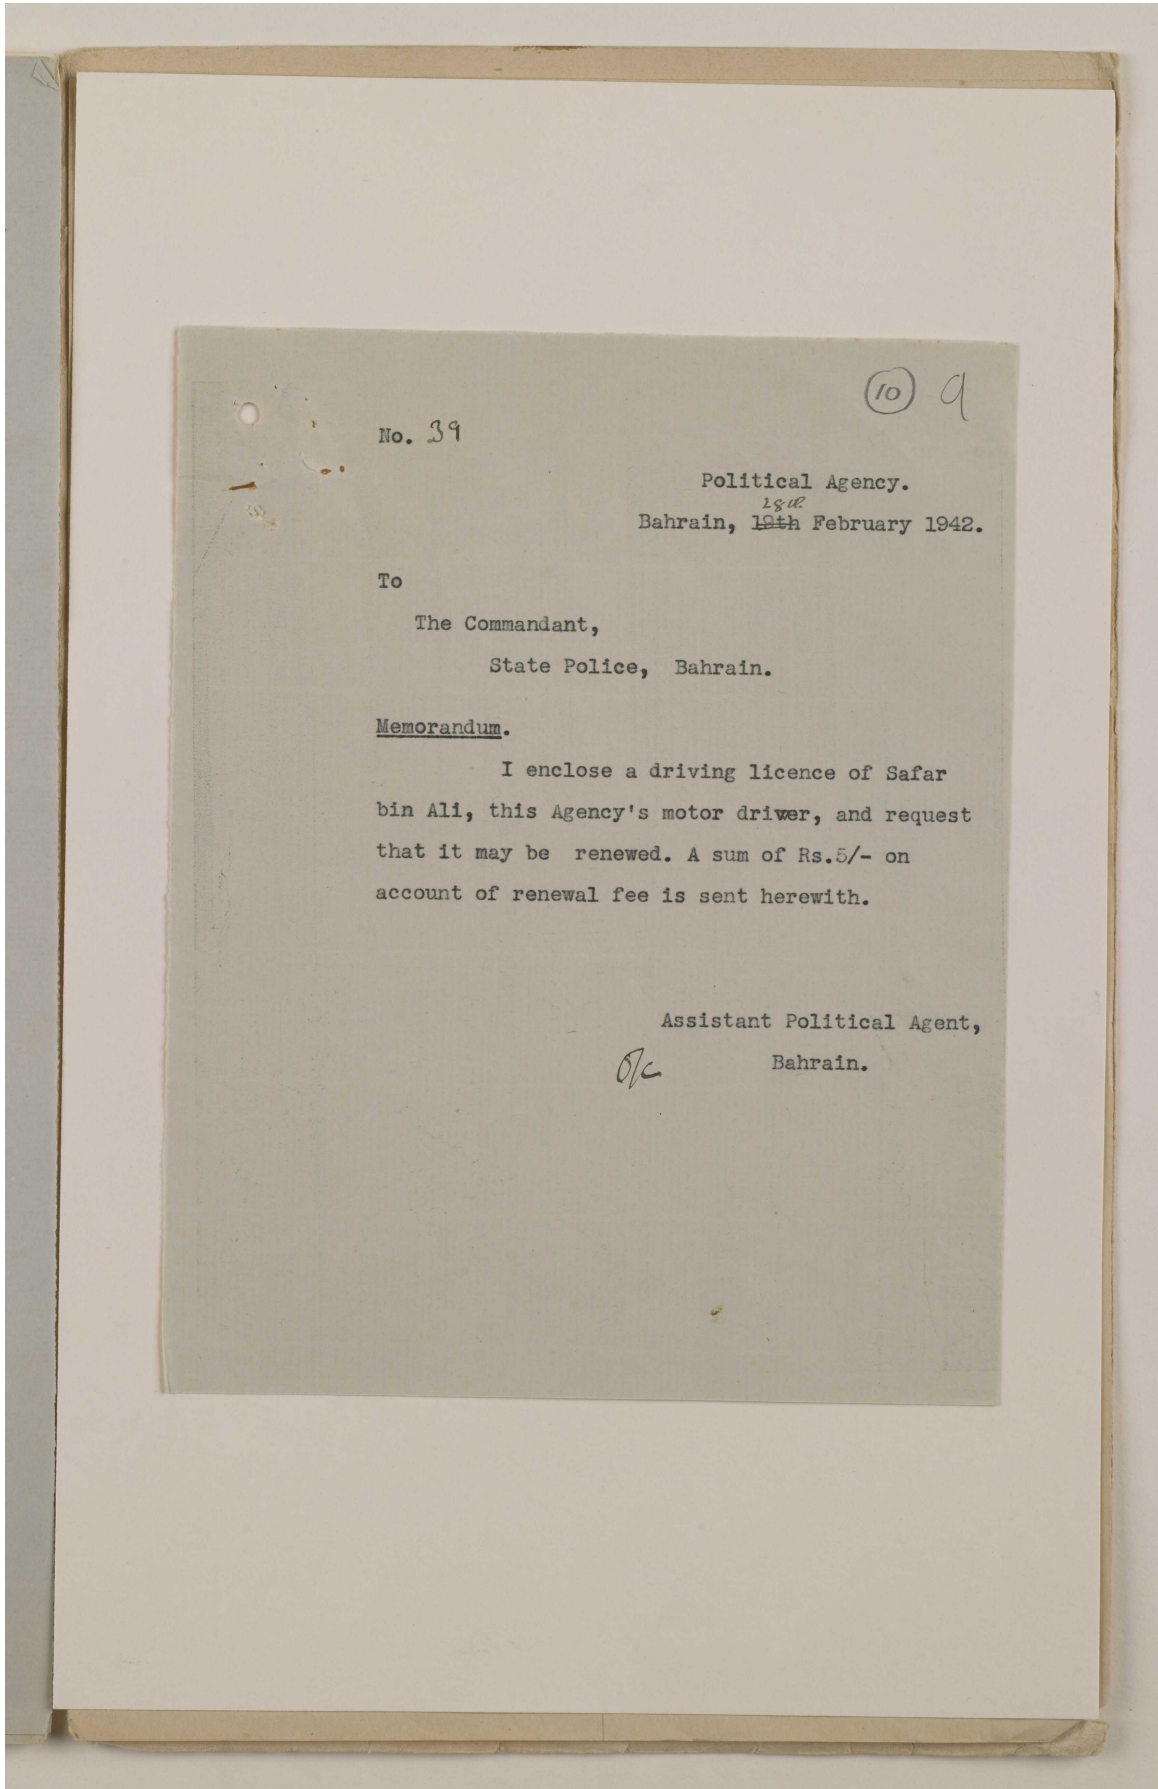 10 9
No. 39
Political Agency.
28th
Bahrain, 19th February 1942.
To
The Commandant,
State Police, Bahrain.
Memorandum.
I enclose a driving licence of Safar
bin Ali, this Agency's motor driver, and request
that it may be renewed. A sum of Rs.5/- on
account of renewal fee is sent herewith.
Assistant Political Agent,
O/c Bahrain.